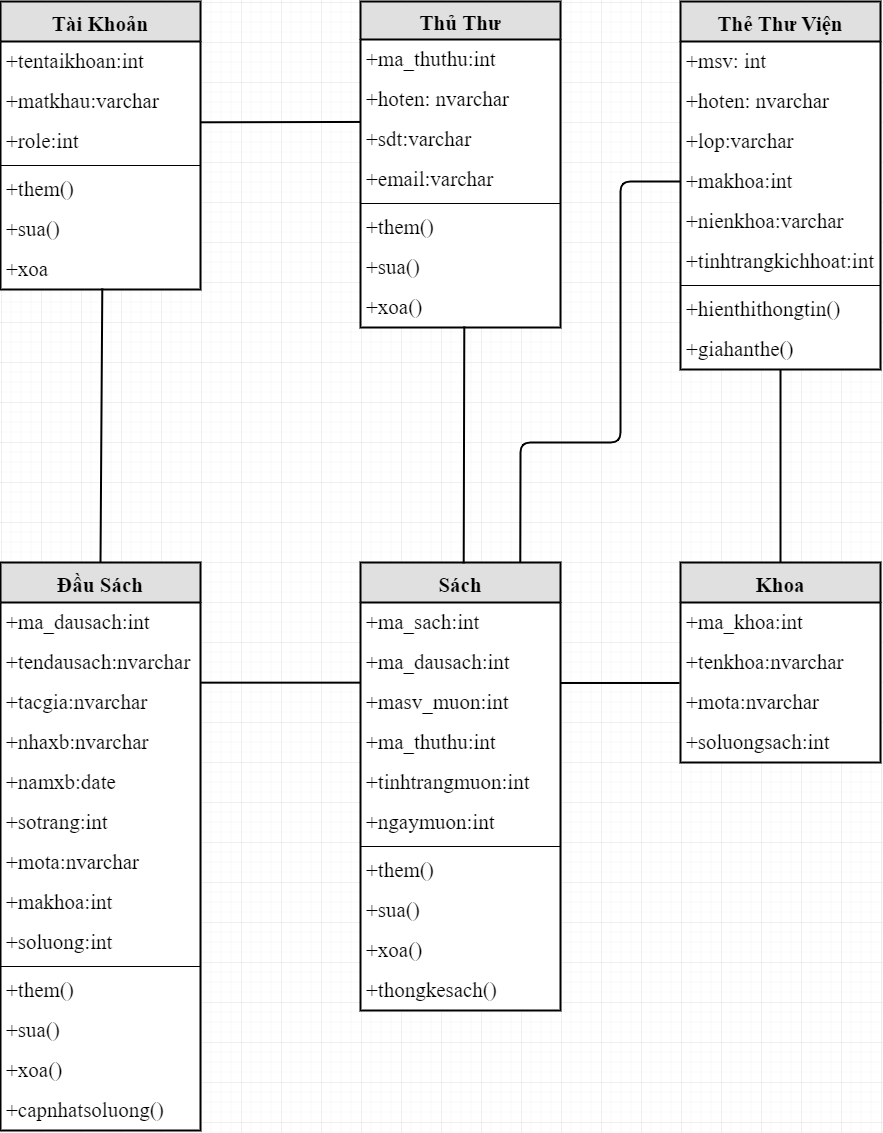 Tài Khoản
+tentaikhoan:int
+matkhau:varchar
+role:int
+them()
+sua()
+xoa
Thủ Thư
+ma_thuthu:int
+hoten: nvarchar
+sdt:varchar
+email:varchar
+them()
+sua()
+xoa()
Thẻ Thư Viện
+msv: int
+hoten: nvarchar
+lop:varchar
+makhoa:int
+nienkhoa:varchar
+tinhtrangkichhoat:int
+hienthithongtin()
+giahanthe()
Đầu Sách
+ma_dausach:int
+tendausach:nvarchar
+tacgia:nvarchar
+nhaxb:nvarchar
+namxb:date
+sotrang:int
+mota:nvarchar
+makhoa:int
+soluong:int
+them()
+sua()
+xoa()
+capnhatsoluong()
Sách
+ma_sach:int
+ma_dausach:int
+masv_muon:int
+ma_thuthu:int
+tinhtrangmuon:int
+ngaymuon:int
+them()
+sua()
+xoa()
+thongkesach()
Khoa
+ma_khoa:int
+tenkhoa:nvarchar
+mota:nvarchar
+soluongsach:int